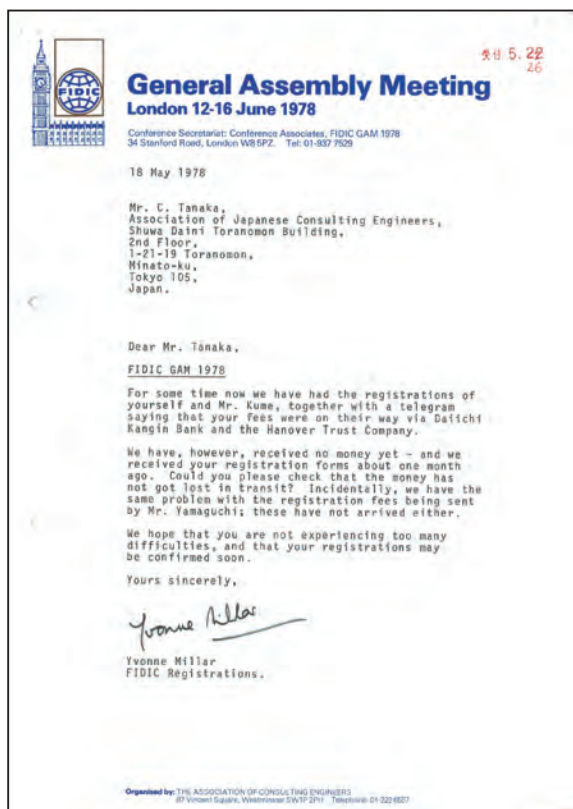 受付 5.22
26
FIDIC
General Assembly Meeting
London 12-16 June 1978
Conference Secretariat: Conference Associates, FIDIC GAM 1978
34 Stanford Road, London W8 5PZ. Tel: 01-937 7529
18 May 1978
Mr. C. Tanaka,
Association of Japanese Consulting Engineers,
Shuwa Daini Toranomon Building,
2nd Floor,
1-21-19 Toranomon,
Minato-ku,
Tokyo 105,
Japan.
Dear Mr. Tanaka,
FIDIC GAM 1978
For some time now we have had the registrations of
yourself and Mr. Kume, together with a telegram
saying that your fees were on their way via Daiichi
Kangin Bank and the Hanover Trust Company.
We have, however, received no money yet - and we
received your registration forms about one month
ago. Could you please check that the money has
not got lost in transit? Incidentally, we have the
same problem with the registration fees being sent
by Mr. Yamaguchi; these have not arrived either.
We hope that you are not experiencing too many
difficulties, and that your registrations may
be confirmed soon.
Yours sincerely,
Yvonne Millar
Yvonne Millar
FIDIC Registrations.
Organised by: THE ASSOCIATION OF CONSULTING ENGINEERS
Vincent Square, Westminster SW1P 2PH Telephone 01-222 6557